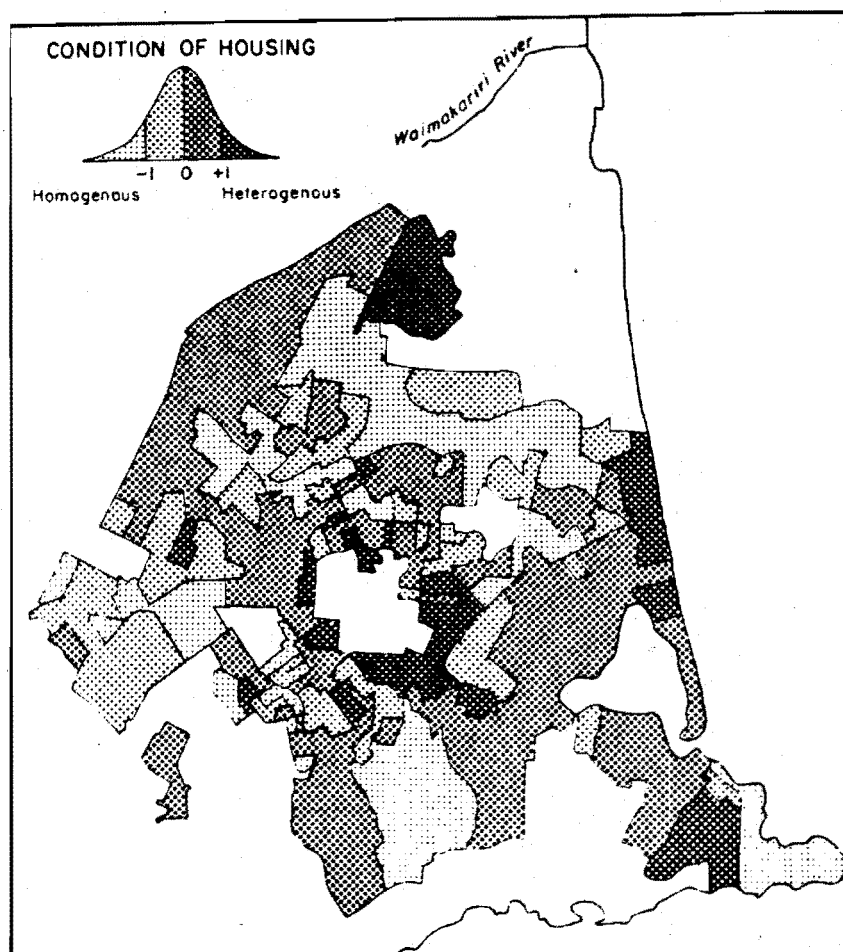 CONDITION OF HOUSING
-1 0 +1
Homogenous Heterogenous
Waimakariri River